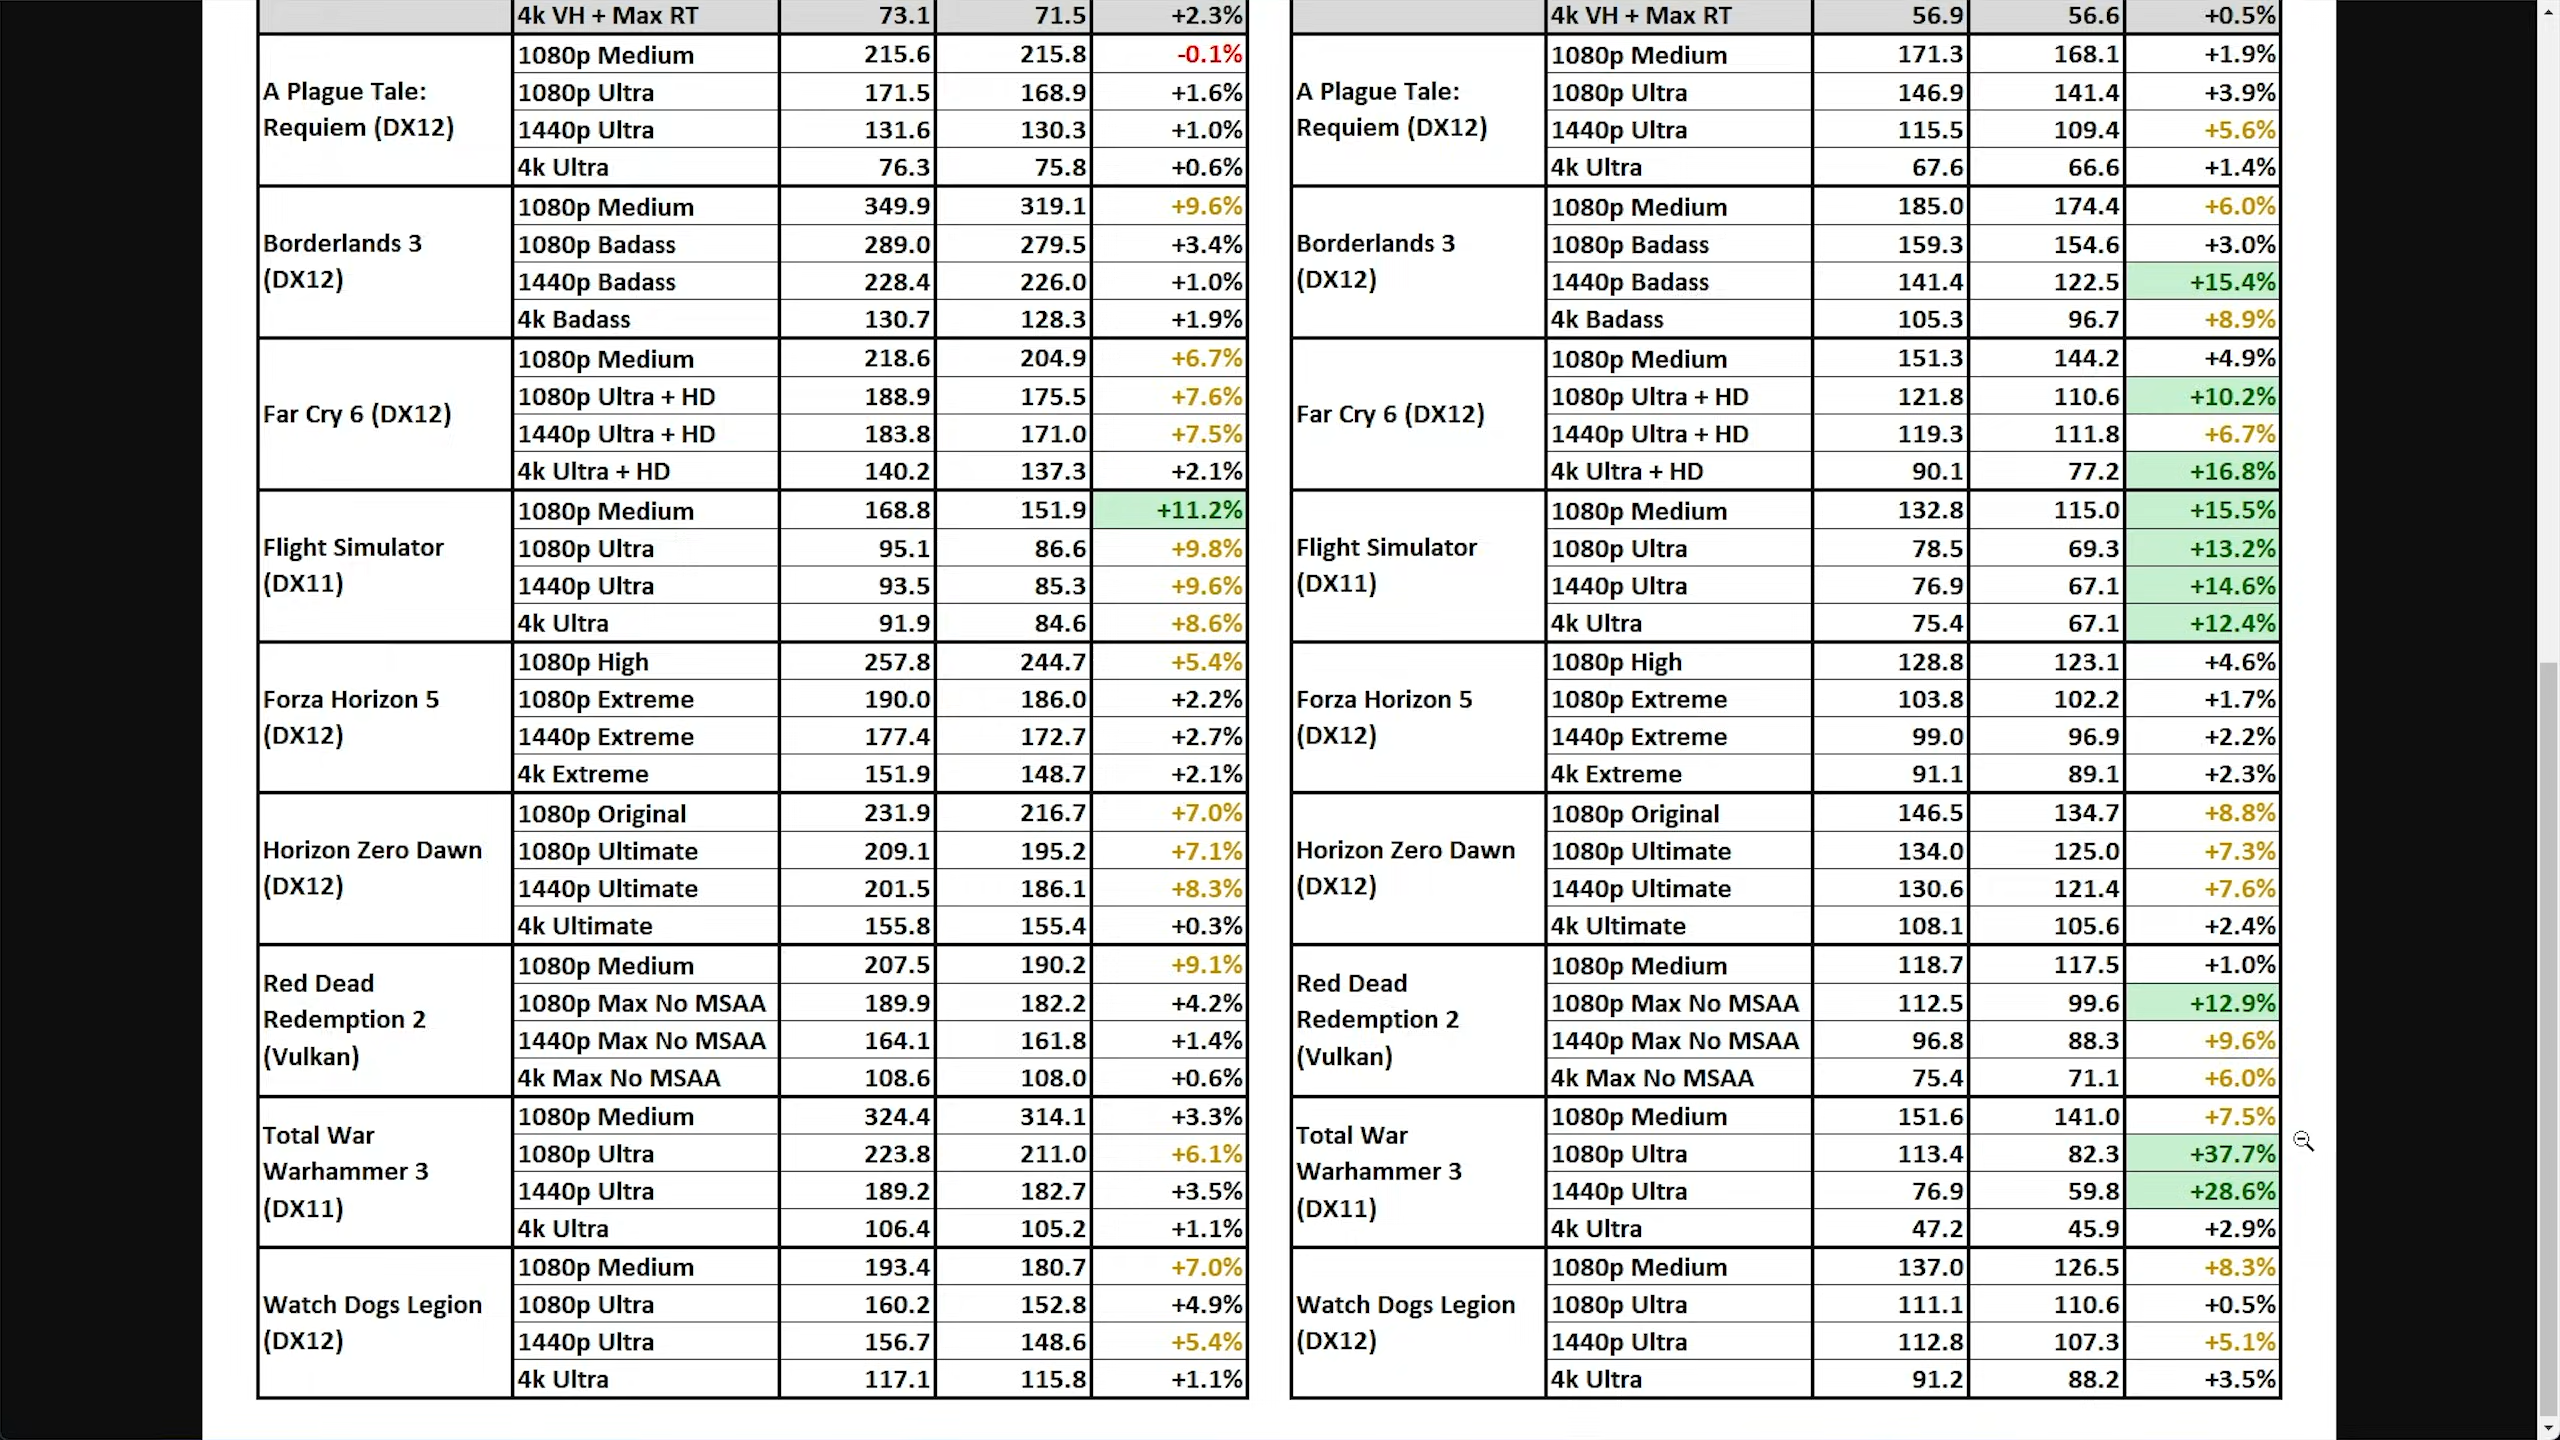 4k VH + Max RT 73.1 71.5 +2.3%
A Plague Tale: Requiem (DX12)
1080p Medium 215.6 215.8 -0.1%
1080p Ultra 171.5 168.9 +1.6%
1440p Ultra 131.6 130.3 +1.0%
4k Ultra 76.3 75.8 +0.6%
Borderlands 3 (DX12)
1080p Medium 349.9 319.1 +9.6%
1080p Badass 289.0 279.5 +3.4%
1440p Badass 228.4 226.0 +1.0%
4k Badass 130.7 128.3 +1.9%
Far Cry 6 (DX12)
1080p Medium 218.6 204.9 +6.7%
1080p Ultra + HD 188.9 175.5 +7.6%
1440p Ultra + HD 183.8 171.0 +7.5%
4k Ultra + HD 140.2 137.3 +2.1%
Flight Simulator (DX11)
1080p Medium 168.8 151.9 +11.2%
1080p Ultra 95.1 86.6 +9.8%
1440p Ultra 93.5 85.3 +9.6%
4k Ultra 91.9 84.6 +8.6%
Forza Horizon 5 (DX12)
1080p High 257.8 244.7 +5.4%
1080p Extreme 190.0 186.0 +2.2%
1440p Extreme 177.4 172.7 +2.7%
4k Extreme 151.9 148.7 +2.1%
Horizon Zero Dawn (DX12)
1080p Original 231.9 216.7 +7.0%
1080p Ultimate 209.1 195.2 +7.1%
1440p Ultimate 201.5 186.1 +8.3%
4k Ultimate 155.8 155.4 +0.3%
Red Dead Redemption 2 (Vulkan)
1080p Medium 207.5 190.2 +9.1%
1080p Max No MSAA 189.9 182.2 +4.2%
1440p Max No MSAA 164.1 161.8 +1.4%
4k Max No MSAA 108.6 108.0 +0.6%
Total War Warhammer 3 (DX11)
1080p Medium 324.4 314.1 +3.3%
1080p Ultra 223.8 211.0 +6.1%
1440p Ultra 189.2 182.7 +3.5%
4k Ultra 106.4 105.2 +1.1%
Watch Dogs Legion (DX12)
1080p Medium 193.4 180.7 +7.0%
1080p Ultra 160.2 152.8 +4.9%
1440p Ultra 156.7 148.6 +5.4%
4k Ultra 117.1 115.8 +1.1%
4k VH + Max RT 56.9 56.6 +0.5%
A Plague Tale: Requiem (DX12)
1080p Medium 171.3 168.1 +1.9%
1080p Ultra 146.9 141.4 +3.9%
1440p Ultra 115.5 109.4 +5.6%
4k Ultra 67.6 66.6 +1.4%
Borderlands 3 (DX12)
1080p Medium 185.0 174.4 +6.0%
1080p Badass 159.3 154.6 +3.0%
1440p Badass 141.4 122.5 +15.4%
4k Badass 105.3 96.7 +8.9%
Far Cry 6 (DX12)
1080p Medium 151.3 144.2 +4.9%
1080p Ultra + HD 121.8 110.6 +10.2%
1440p Ultra + HD 119.3 111.8 +6.7%
4k Ultra + HD 90.1 77.2 +16.8%
Flight Simulator (DX11)
1080p Medium 132.8 115.0 +15.5%
1080p Ultra 78.5 69.3 +13.2%
1440p Ultra 76.9 67.1 +14.6%
4k Ultra 75.4 67.1 +12.4%
Forza Horizon 5 (DX12)
1080p High 128.8 123.1 +4.6%
1080p Extreme 103.8 102.2 +1.7%
1440p Extreme 99.0 96.9 +2.2%
4k Extreme 91.1 89.1 +2.3%
Horizon Zero Dawn (DX12)
1080p Original 146.5 134.7 +8.8%
1080p Ultimate 134.0 125.0 +7.3%
1440p Ultimate 130.6 121.4 +7.6%
4k Ultimate 108.1 105.6 +2.4%
Red Dead Redemption 2 (Vulkan)
1080p Medium 118.7 117.5 +1.0%
1080p Max No MSAA 112.5 99.6 +12.9%
1440p Max No MSAA 96.8 88.3 +9.6%
4k Max No MSAA 75.4 71.1 +6.0%
Total War Warhammer 3 (DX11)
1080p Medium 151.6 141.0 +7.5%
1080p Ultra 113.4 82.3 +37.7%
1440p Ultra 76.9 59.8 +28.6%
4k Ultra 47.2 45.9 +2.9%
Watch Dogs Legion (DX12)
1080p Medium 137.0 126.5 +8.3%
1080p Ultra 111.1 110.6 +0.5%
1440p Ultra 112.8 107.3 +5.1%
4k Ultra 91.2 88.2 +3.5%